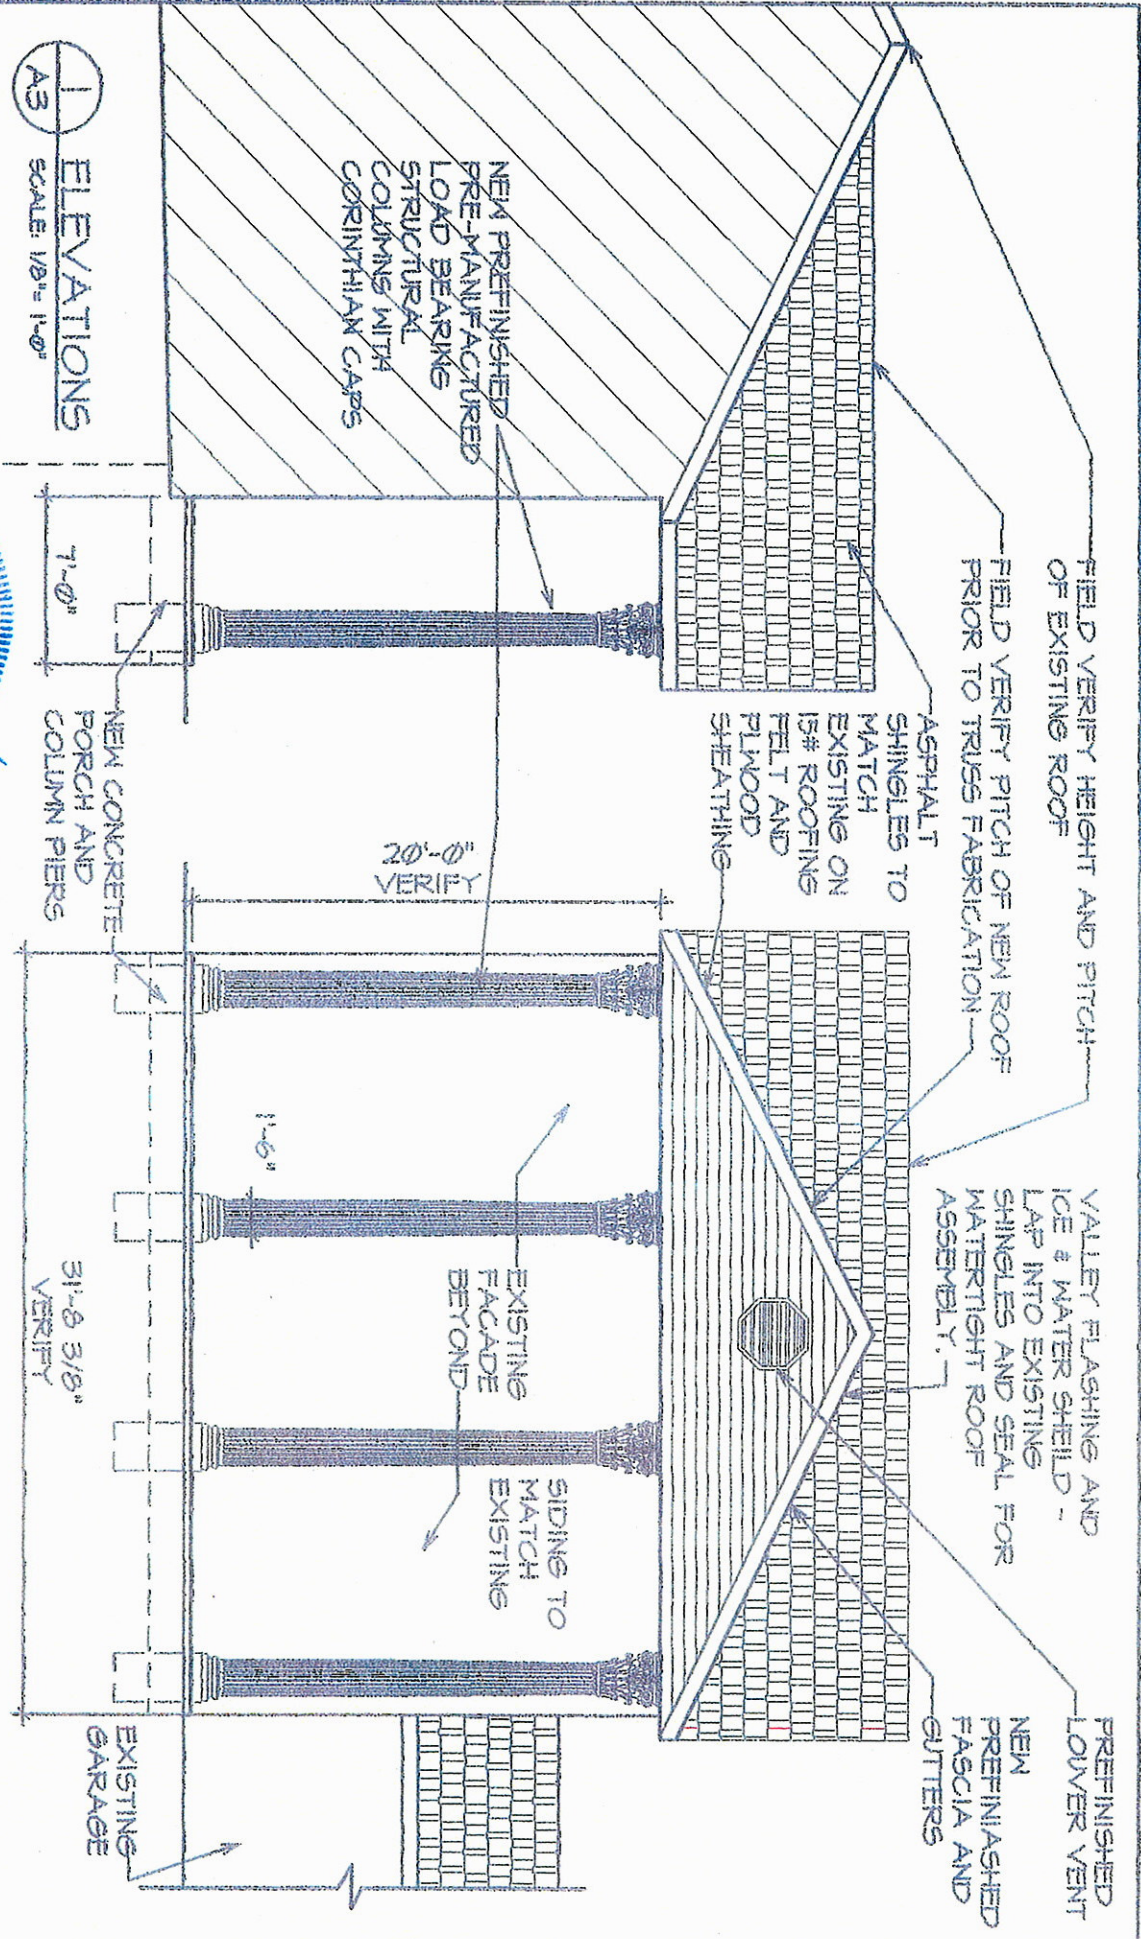 FIELD VERIFY HEIGHT AND PITCH
OF EXISTING ROOF
FIELD VERIFY PITCH OF NEW ROOF
PRIOR TO TRUSS FABRICATION
ASPHALT
SHINGLES TO
MATCH
EXISTING ON
15# ROOFING
FELT AND
PLWOOD
SHEATHING
VALLEY FLASHING AND
ICE & WATER SHEILD -
LAP INTO EXISTING
SHINGLES AND SEAL FOR
WATERTIGHT ROOF
ASSEMBLY.
PREFINISHED
LOUVER VENT
NEW
PREFINIASHED
FASCIA AND
GUTTERS
NEW PREFINISHED
PRE-MANUFACTURED
LOAD BEARING
STRUCTURAL
COLUMNS WITH
CORINTHIAN CAPS
20'-0"
VERIFY
1'-6"
EXISTING
FACADE
BEYOND
SIDING TO
MATCH
EXISTING
7'-0"
NEW CONCRETE
PORCH AND
COLUMN PIERS
31'-8 3/8"
VERIFY
EXISTING
GARAGE
1
A3
ELEVATIONS
SCALE: 1/8" = 1'-0"